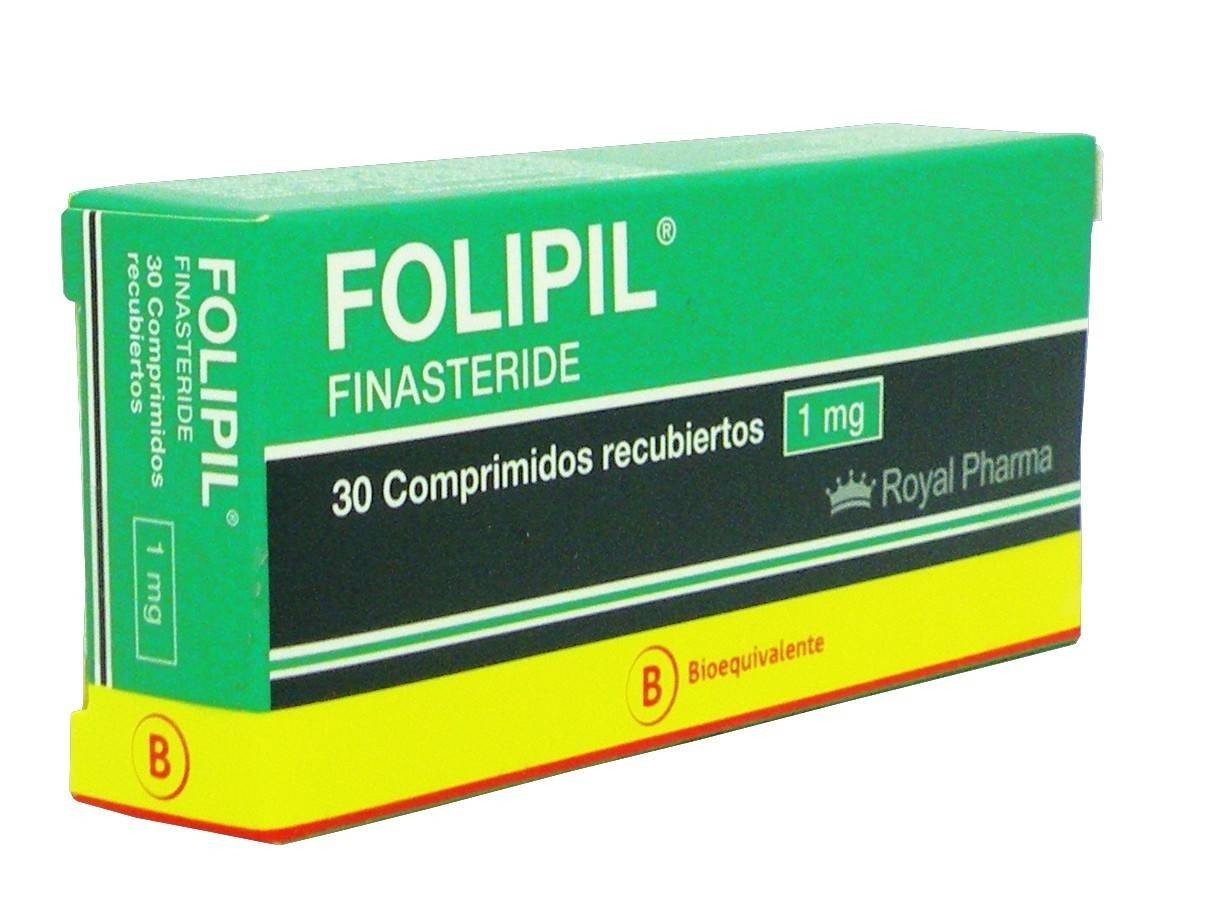 FOLIPIL®
FINASTERIDE
30 Comprimidos recubiertos 1 mg
Royal Pharma
B Bioequivalente
FOLIPIL®
FINASTERIDE
30 Comprimidos
recubiertos
1 mg
B